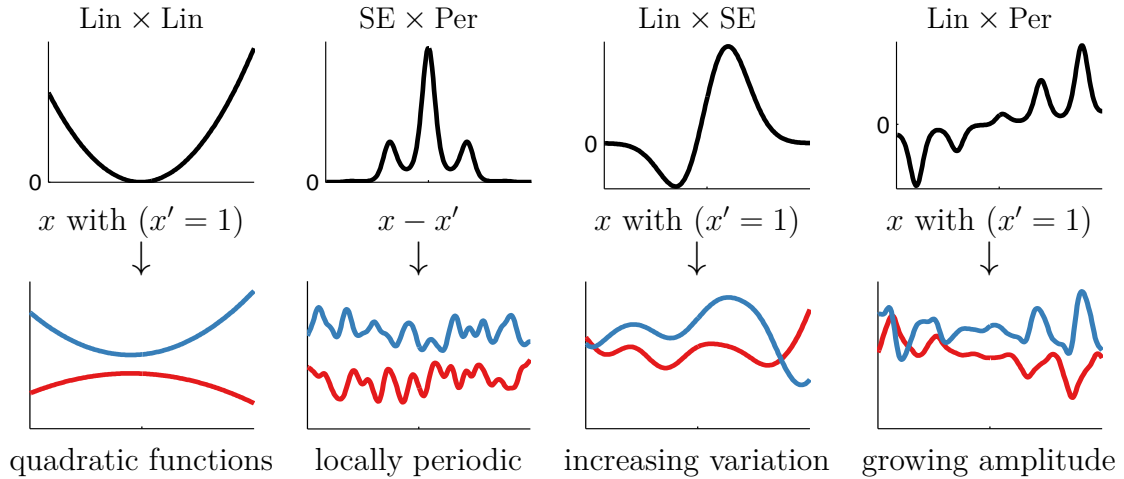 Lin × Lin
SE × Per
Lin × SE
Lin × Per
0
0
0
0
x with (x′ = 1)
x − x′
x with (x′ = 1)
x with (x′ = 1)
↓
↓
↓
↓
quadratic functions
locally periodic
increasing variation
growing amplitude